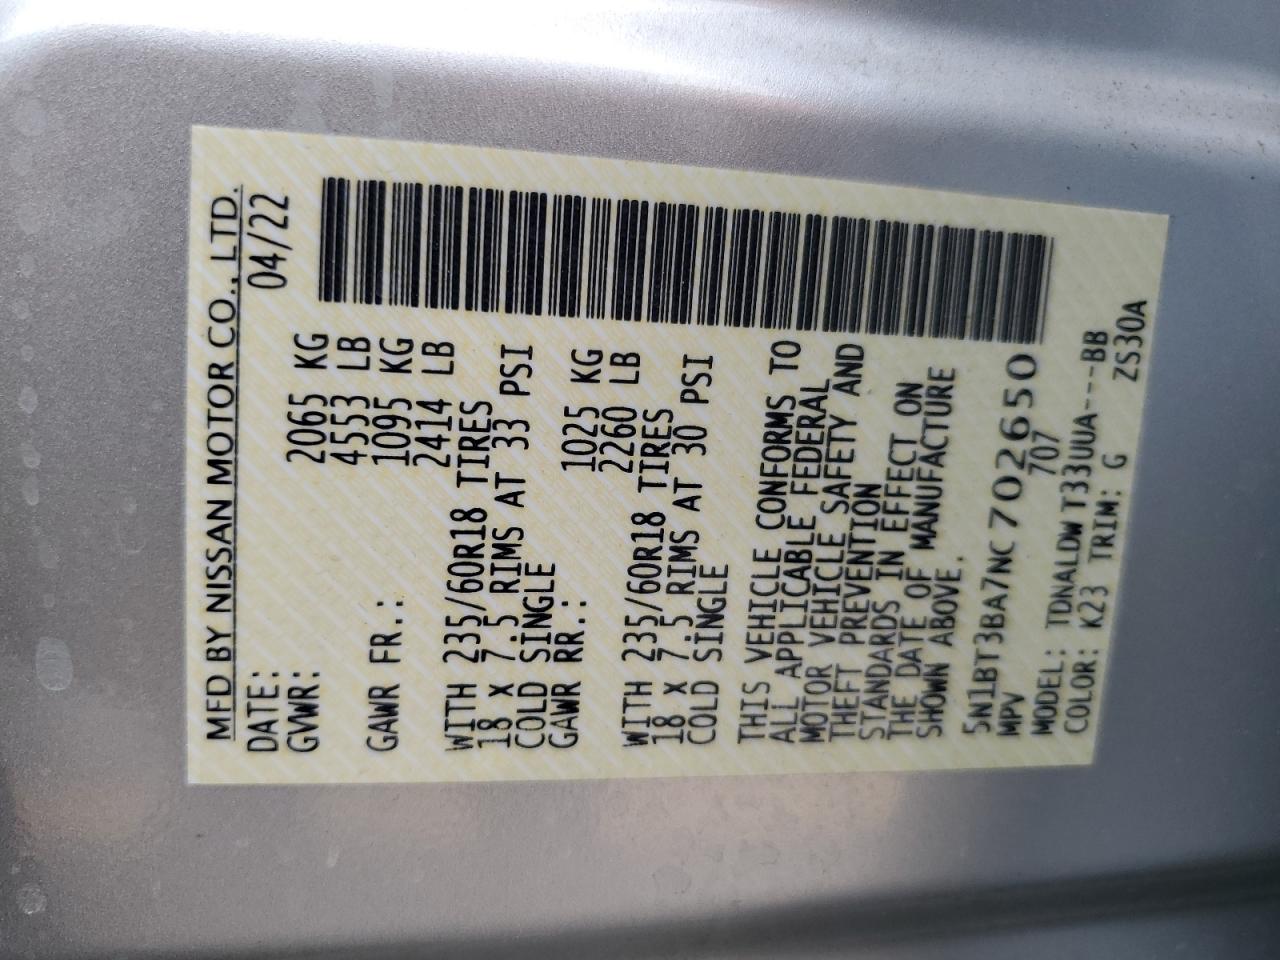 MFD BY NISSAN MOTOR CO., LTD.
DATE: 04/22
GVWR: 2065 KG
4553 LB
GAWR FR.: 1095 KG
2414 LB
WITH 235/60R18 TIRES
18 X 7.5 RIMS AT 33 PSI
COLD SINGLE
GAWR RR.: 1025 KG
2260 LB
WITH 235/60R18 TIRES
18 X 7.5 RIMS AT 30 PSI
COLD SINGLE
THIS VEHICLE CONFORMS TO
ALL APPLICABLE FEDERAL
MOTOR VEHICLE SAFETY AND
THEFT PREVENTION
STANDARDS IN EFFECT ON
THE DATE OF MANUFACTURE
SHOWN ABOVE.
5N1BT3BA7NC702650
MPV 707
MODEL: TDNALDWT33UUA---BB
COLOR: K23 TRIM: G ZS30A